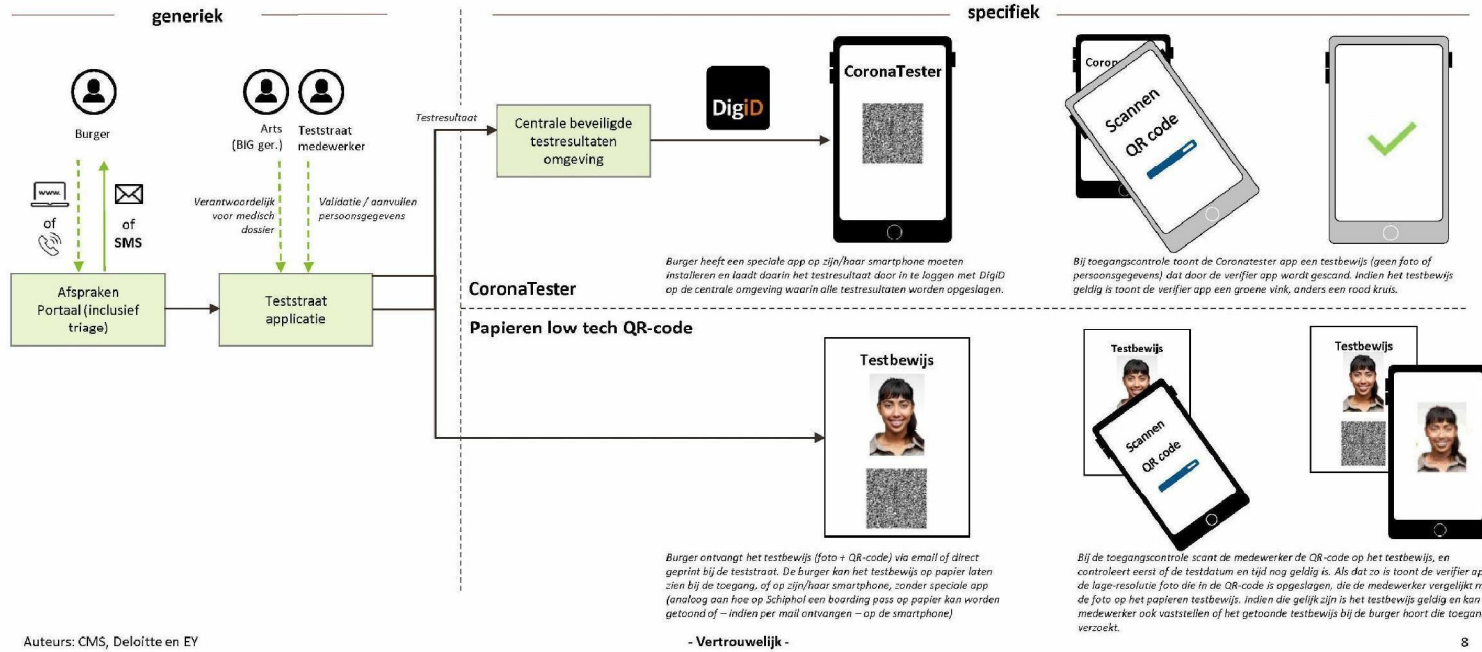 generiek
specifiek
Burger
Arts
(BIG ger.)
Teststraat
medewerker
www.
of
of
SMS
Verantwoordelijk
voor medisch
dossier
Validatie / aanvullen
persoonsgegevens
Afspraken
Portaal (inclusief
triage)
Teststraat
applicatie
Testresultaat
Centrale beveiligde
testresultaten
omgeving
DigiD
CoronaTester
Scannen
QR code
Burger heeft een speciale app op zijn/haar smartphone moeten
installeren en laadt daarin het testresultaat door in te loggen met DigiD
op de centrale omgeving waarin alle testresultaten worden opgeslagen.
Bij toegangscontrole toont de Coronatester app een testbewijs (geen foto of
persoonsgegevens) dat door de verifier app wordt gescand. Indien het testbewijs
geldig is toont de verifier app een groene vink, anders een rood kruis.
CoronaTester
Papieren low tech QR-code
Testbewijs
Testbewijs
Scannen
QR code
Testbewijs
Burger ontvangt het testbewijs (foto + QR-code) via email of direct
geprint bij de teststraat. De burger kan het testbewijs op papier laten
zien bij de toegang, of op zijn/haar smartphone, zonder speciale app
(analoog aan hoe op Schiphol een boarding pass op papier kan worden
getoond of – indien per mail ontvangen – op de smartphone)
Bij de toegangscontrole scant de medewerker de QR-code op het testbewijs, en
controleert eerst of de testdatum en tijd nog geldig is. Als dat zo is toont de verifier ap
de lage-resolutie foto die in de QR-code is opgeslagen, die de medewerker vergelijkt m
de foto op het papieren testbewijs. Indien die gelijk zijn is het testbewijs geldig en kan
medewerker ook vaststellen of het getoonde testbewijs bij de burger hoort die toegan
verzoekt.
Auteurs: CMS, Deloitte en EY
- Vertrouwelijk -
8